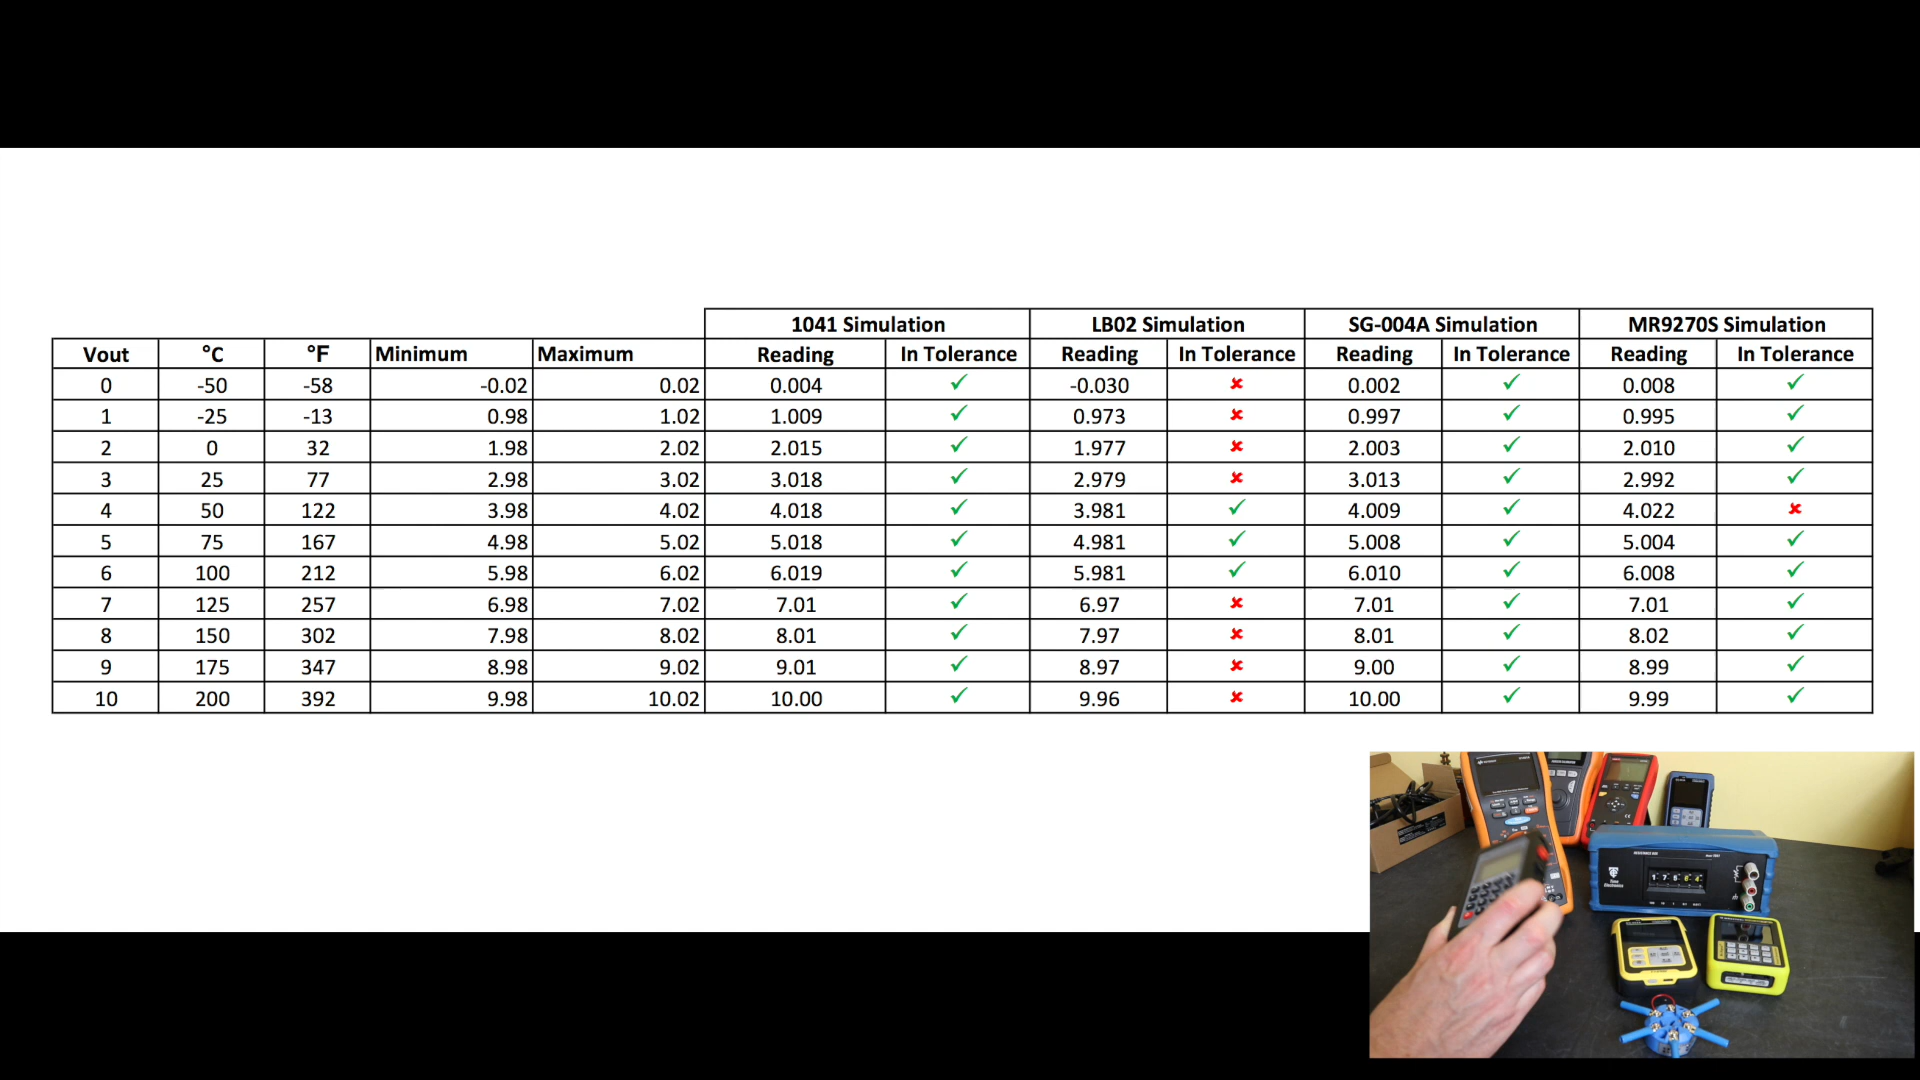 1041 Simulation LB02 Simulation SG-004A Simulation MR9270S Simulation
Vout °C °F Minimum Maximum Reading In Tolerance Reading In Tolerance Reading In Tolerance Reading In Tolerance
0 -50 -58 -0.02 0.02 0.004 ✓ -0.030 ✘ 0.002 ✓ 0.008 ✓
1 -25 -13 0.98 1.02 1.009 ✓ 0.973 ✘ 0.997 ✓ 0.995 ✓
2 0 32 1.98 2.02 2.015 ✓ 1.977 ✘ 2.003 ✓ 2.010 ✓
3 25 77 2.98 3.02 3.018 ✓ 2.979 ✘ 3.013 ✓ 2.992 ✓
4 50 122 3.98 4.02 4.018 ✓ 3.981 ✓ 4.009 ✓ 4.022 ✘
5 75 167 4.98 5.02 5.018 ✓ 4.981 ✓ 5.008 ✓ 5.004 ✓
6 100 212 5.98 6.02 6.019 ✓ 5.981 ✓ 6.010 ✓ 6.008 ✓
7 125 257 6.98 7.02 7.01 ✓ 6.97 ✘ 7.01 ✓ 7.01 ✓
8 150 302 7.98 8.02 8.01 ✓ 7.97 ✘ 8.01 ✓ 8.02 ✓
9 175 347 8.98 9.02 9.01 ✓ 8.97 ✘ 9.00 ✓ 8.99 ✓
10 200 392 9.98 10.02 10.00 ✓ 9.96 ✘ 10.00 ✓ 9.99 ✓
RESISTANCE BOX
Time
Electronics
1 7 5 6 4